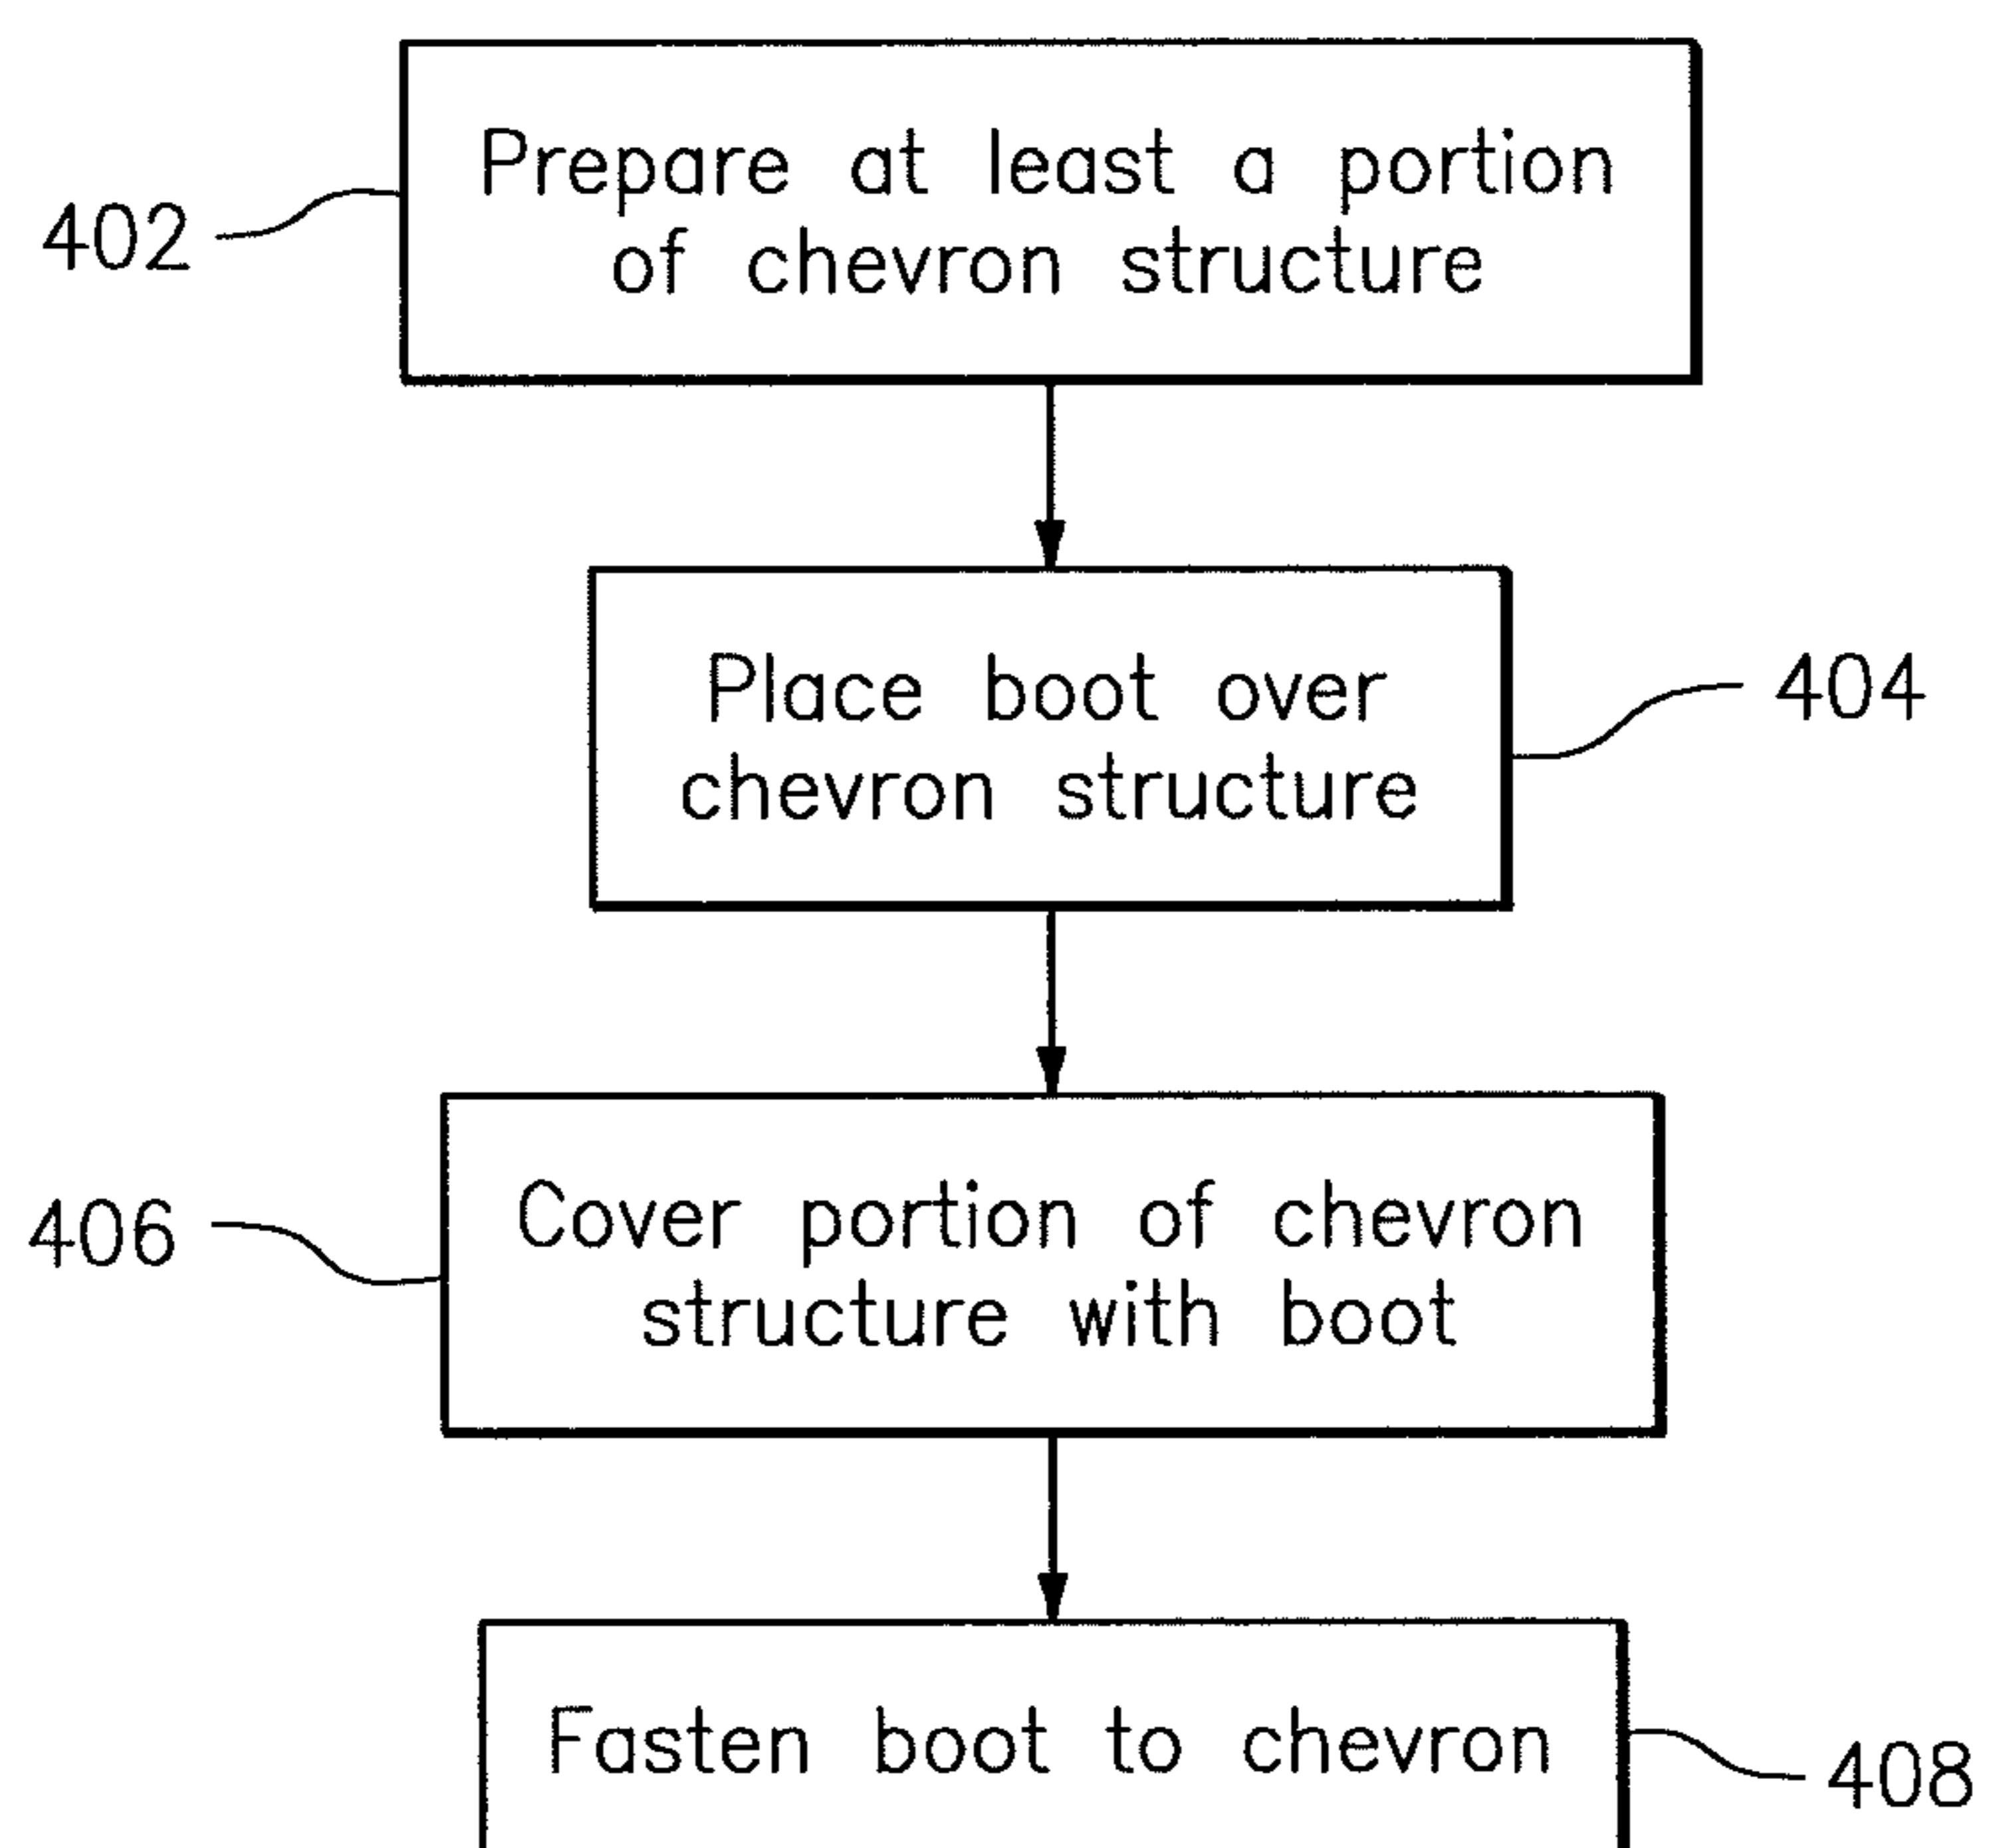 Prepare at least a portion
of chevron structure
402
Place boot over
chevron structure
404
Cover portion of chevron
structure with boot
406
Fasten boot to chevron
408